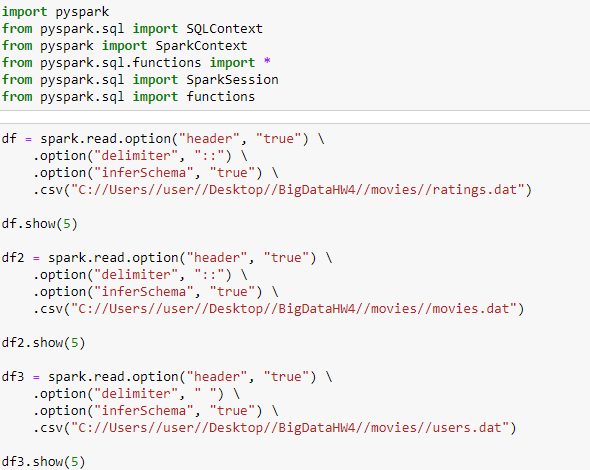 import pyspark
from pyspark.sql import SQLContext
from pyspark import SparkContext
from pyspark.sql.functions import *
from pyspark.sql import SparkSession
from pyspark.sql import functions
df = spark.read.option("header", "true") \
    .option("delimiter", "::") \
    .option("inferSchema", "true") \
    .csv("C://Users//user//Desktop//BigDataHW4//movies//ratings.dat")
df.show(5)
df2 = spark.read.option("header", "true") \
    .option("delimiter", "::") \
    .option("inferSchema", "true") \
    .csv("C://Users//user//Desktop//BigDataHW4//movies//movies.dat")
df2.show(5)
df3 = spark.read.option("header", "true") \
    .option("delimiter", " ") \
    .option("inferSchema", "true") \
    .csv("C://Users//user//Desktop//BigDataHW4//movies//users.dat")
df3.show(5)